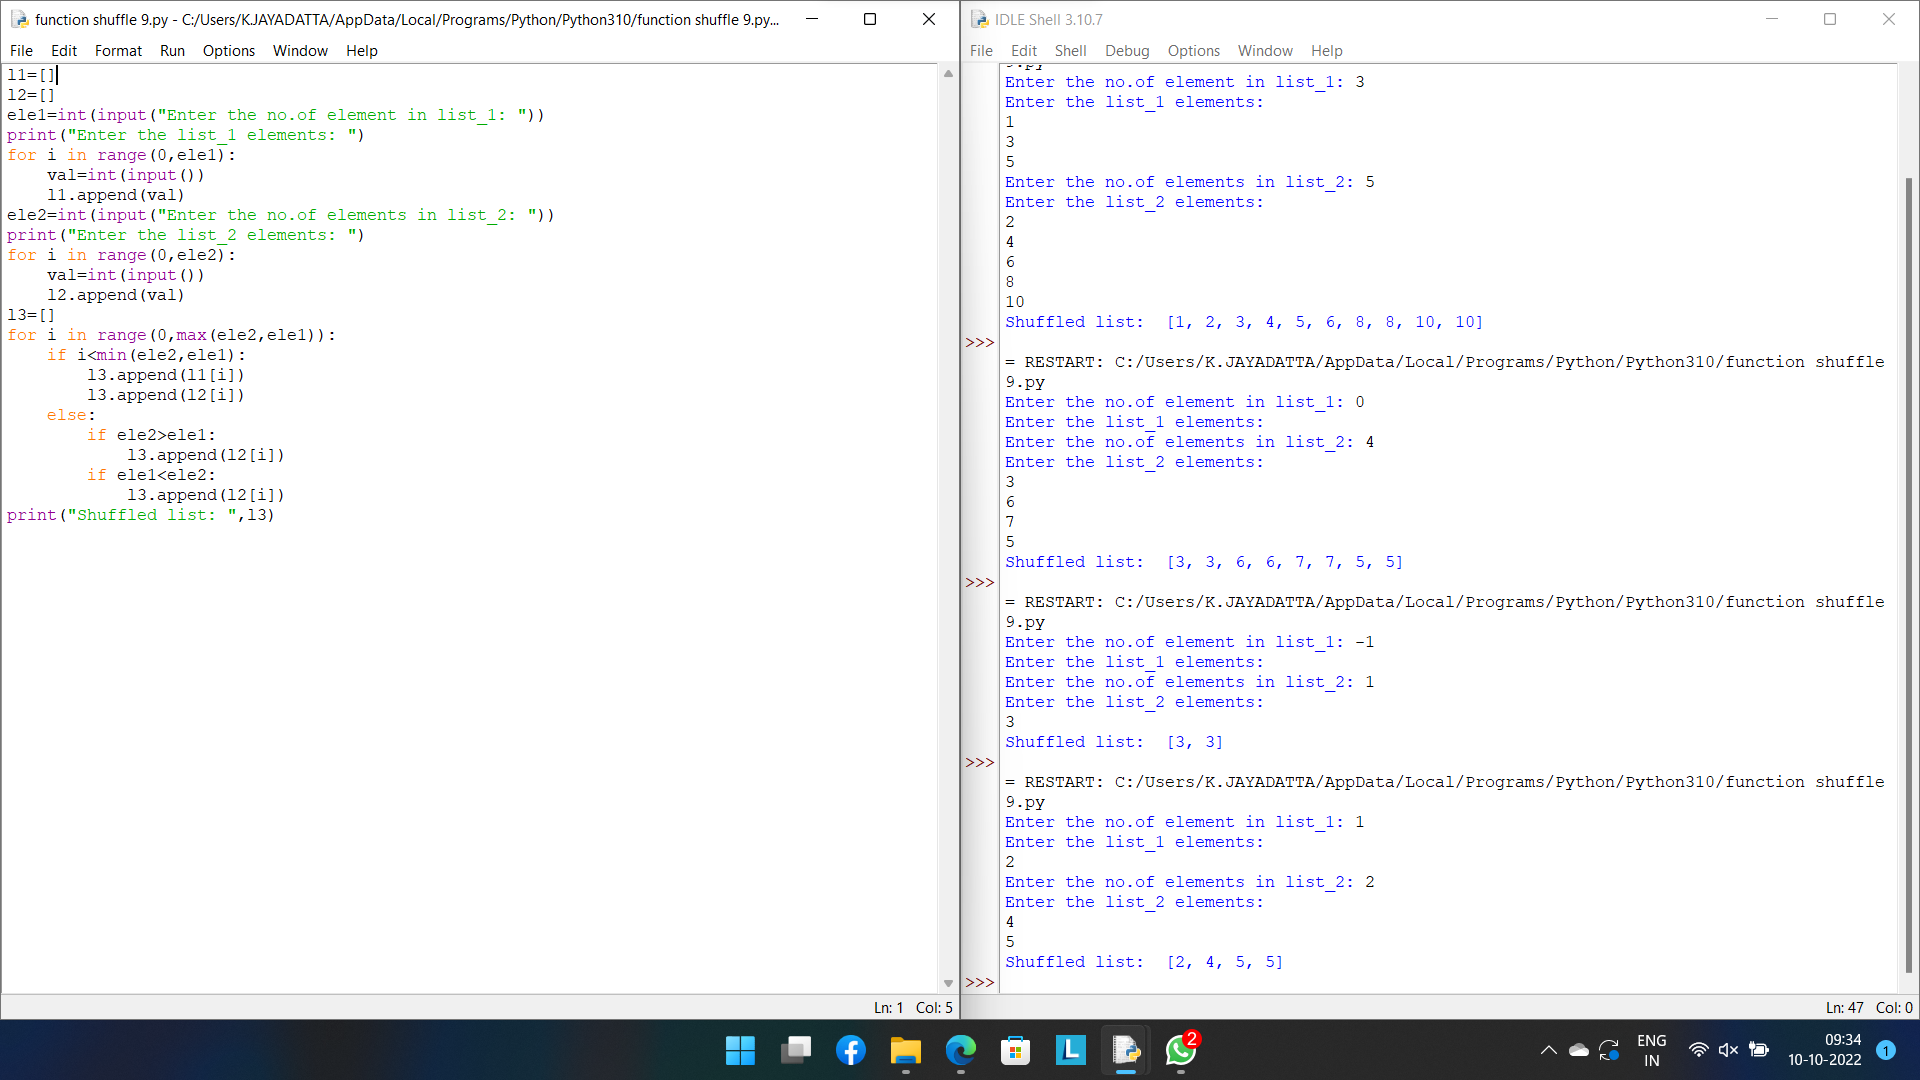 function shuffle 9.py - C:/Users/K.JAYADATTA/AppData/Local/Programs/Python/Python310/function shuffle 9.py...
File Edit Format Run Options Window Help
l1=[]
l2=[]
ele1=int(input("Enter the no.of element in list_1: "))
print("Enter the list_1 elements: ")
for i in range(0,ele1):
    val=int(input())
    l1.append(val)
ele2=int(input("Enter the no.of elements in list_2: "))
print("Enter the list_2 elements: ")
for i in range(0,ele2):
    val=int(input())
    l2.append(val)
l3=[]
for i in range(0,max(ele2,ele1)):
    if i<min(ele2,ele1):
        l3.append(l1[i])
        l3.append(l2[i])
    else:
        if ele2>ele1:
            l3.append(l2[i])
        if ele1<ele2:
            l3.append(l2[i])
print("Shuffled list: ",l3)
Ln: 1 Col: 5
IDLE Shell 3.10.7
File Edit Shell Debug Options Window Help
9.py
Enter the no.of element in list_1: 3
Enter the list_1 elements:
1
3
5
Enter the no.of elements in list_2: 5
Enter the list_2 elements:
2
4
6
8
10
Shuffled list:  [1, 2, 3, 4, 5, 6, 8, 8, 10, 10]
>>>
= RESTART: C:/Users/K.JAYADATTA/AppData/Local/Programs/Python/Python310/function shuffle
9.py
Enter the no.of element in list_1: 0
Enter the list_1 elements:
Enter the no.of elements in list_2: 4
Enter the list_2 elements:
3
6
7
5
Shuffled list:  [3, 3, 6, 6, 7, 7, 5, 5]
>>>
= RESTART: C:/Users/K.JAYADATTA/AppData/Local/Programs/Python/Python310/function shuffle
9.py
Enter the no.of element in list_1: -1
Enter the list_1 elements:
Enter the no.of elements in list_2: 1
Enter the list_2 elements:
3
Shuffled list:  [3, 3]
>>>
= RESTART: C:/Users/K.JAYADATTA/AppData/Local/Programs/Python/Python310/function shuffle
9.py
Enter the no.of element in list_1: 1
Enter the list_1 elements:
2
Enter the no.of elements in list_2: 2
Enter the list_2 elements:
4
5
Shuffled list:  [2, 4, 5, 5]
>>>
Ln: 47 Col: 0
L
2
ENG
IN
09:34
10-10-2022
1